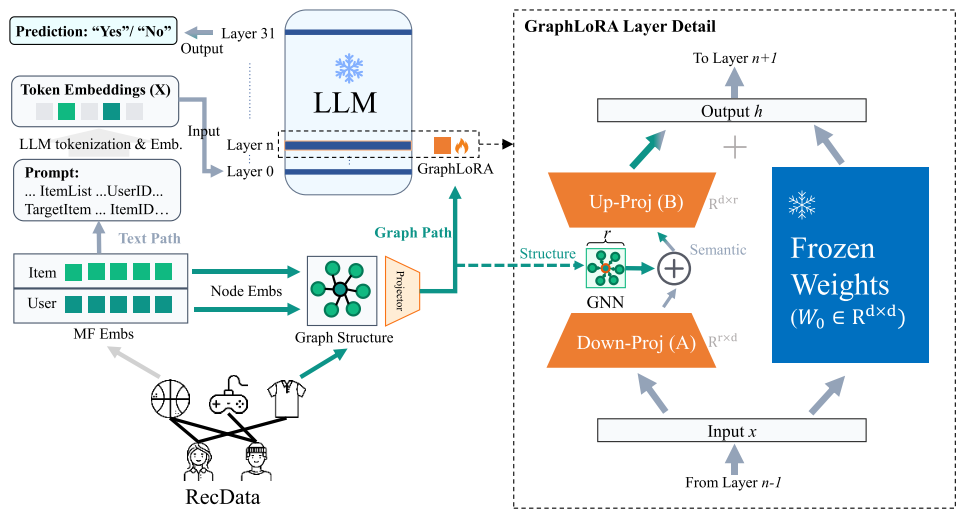 Prediction: “Yes”/ “No”
Output
Layer 31
LLM
Token Embeddings (X)
Input
LLM tokenization & Emb.
Layer n
Layer 0
GraphLoRA
Prompt:
... ItemList ...UserID...
TargetItem ... ItemID…
Text Path
Graph Path
Item
User
MF Embs
Node Embs
Graph Structure
Projector
RecData
GraphLoRA Layer Detail
To Layer n+1
Output h
+
Up-Proj (B)
R^{d×r}
Structure
r
GNN
Semantic
Down-Proj (A)
R^{r×d}
Frozen
Weights
(W_0 ∈ R^{d×d})
Input x
From Layer n-1